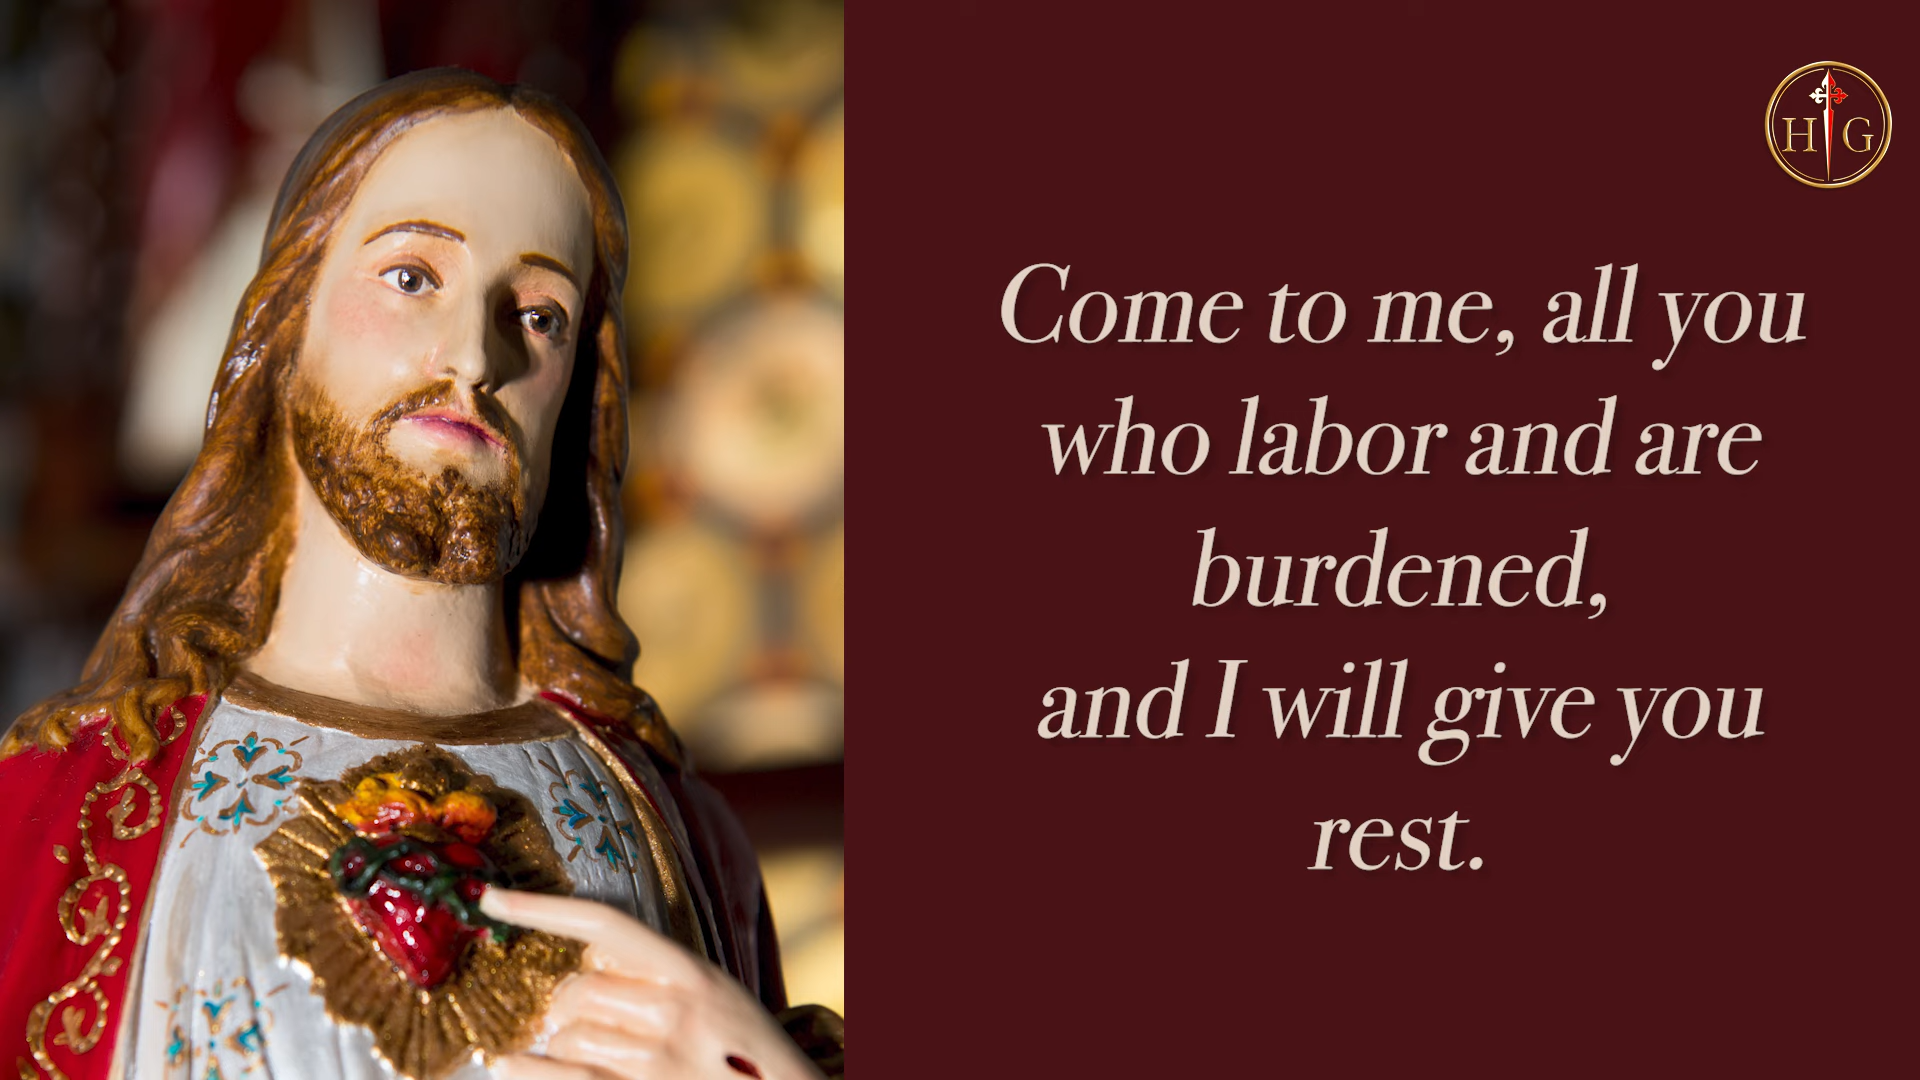 H G
Come to me, all you
who labor and are
burdened,
and I will give you
rest.